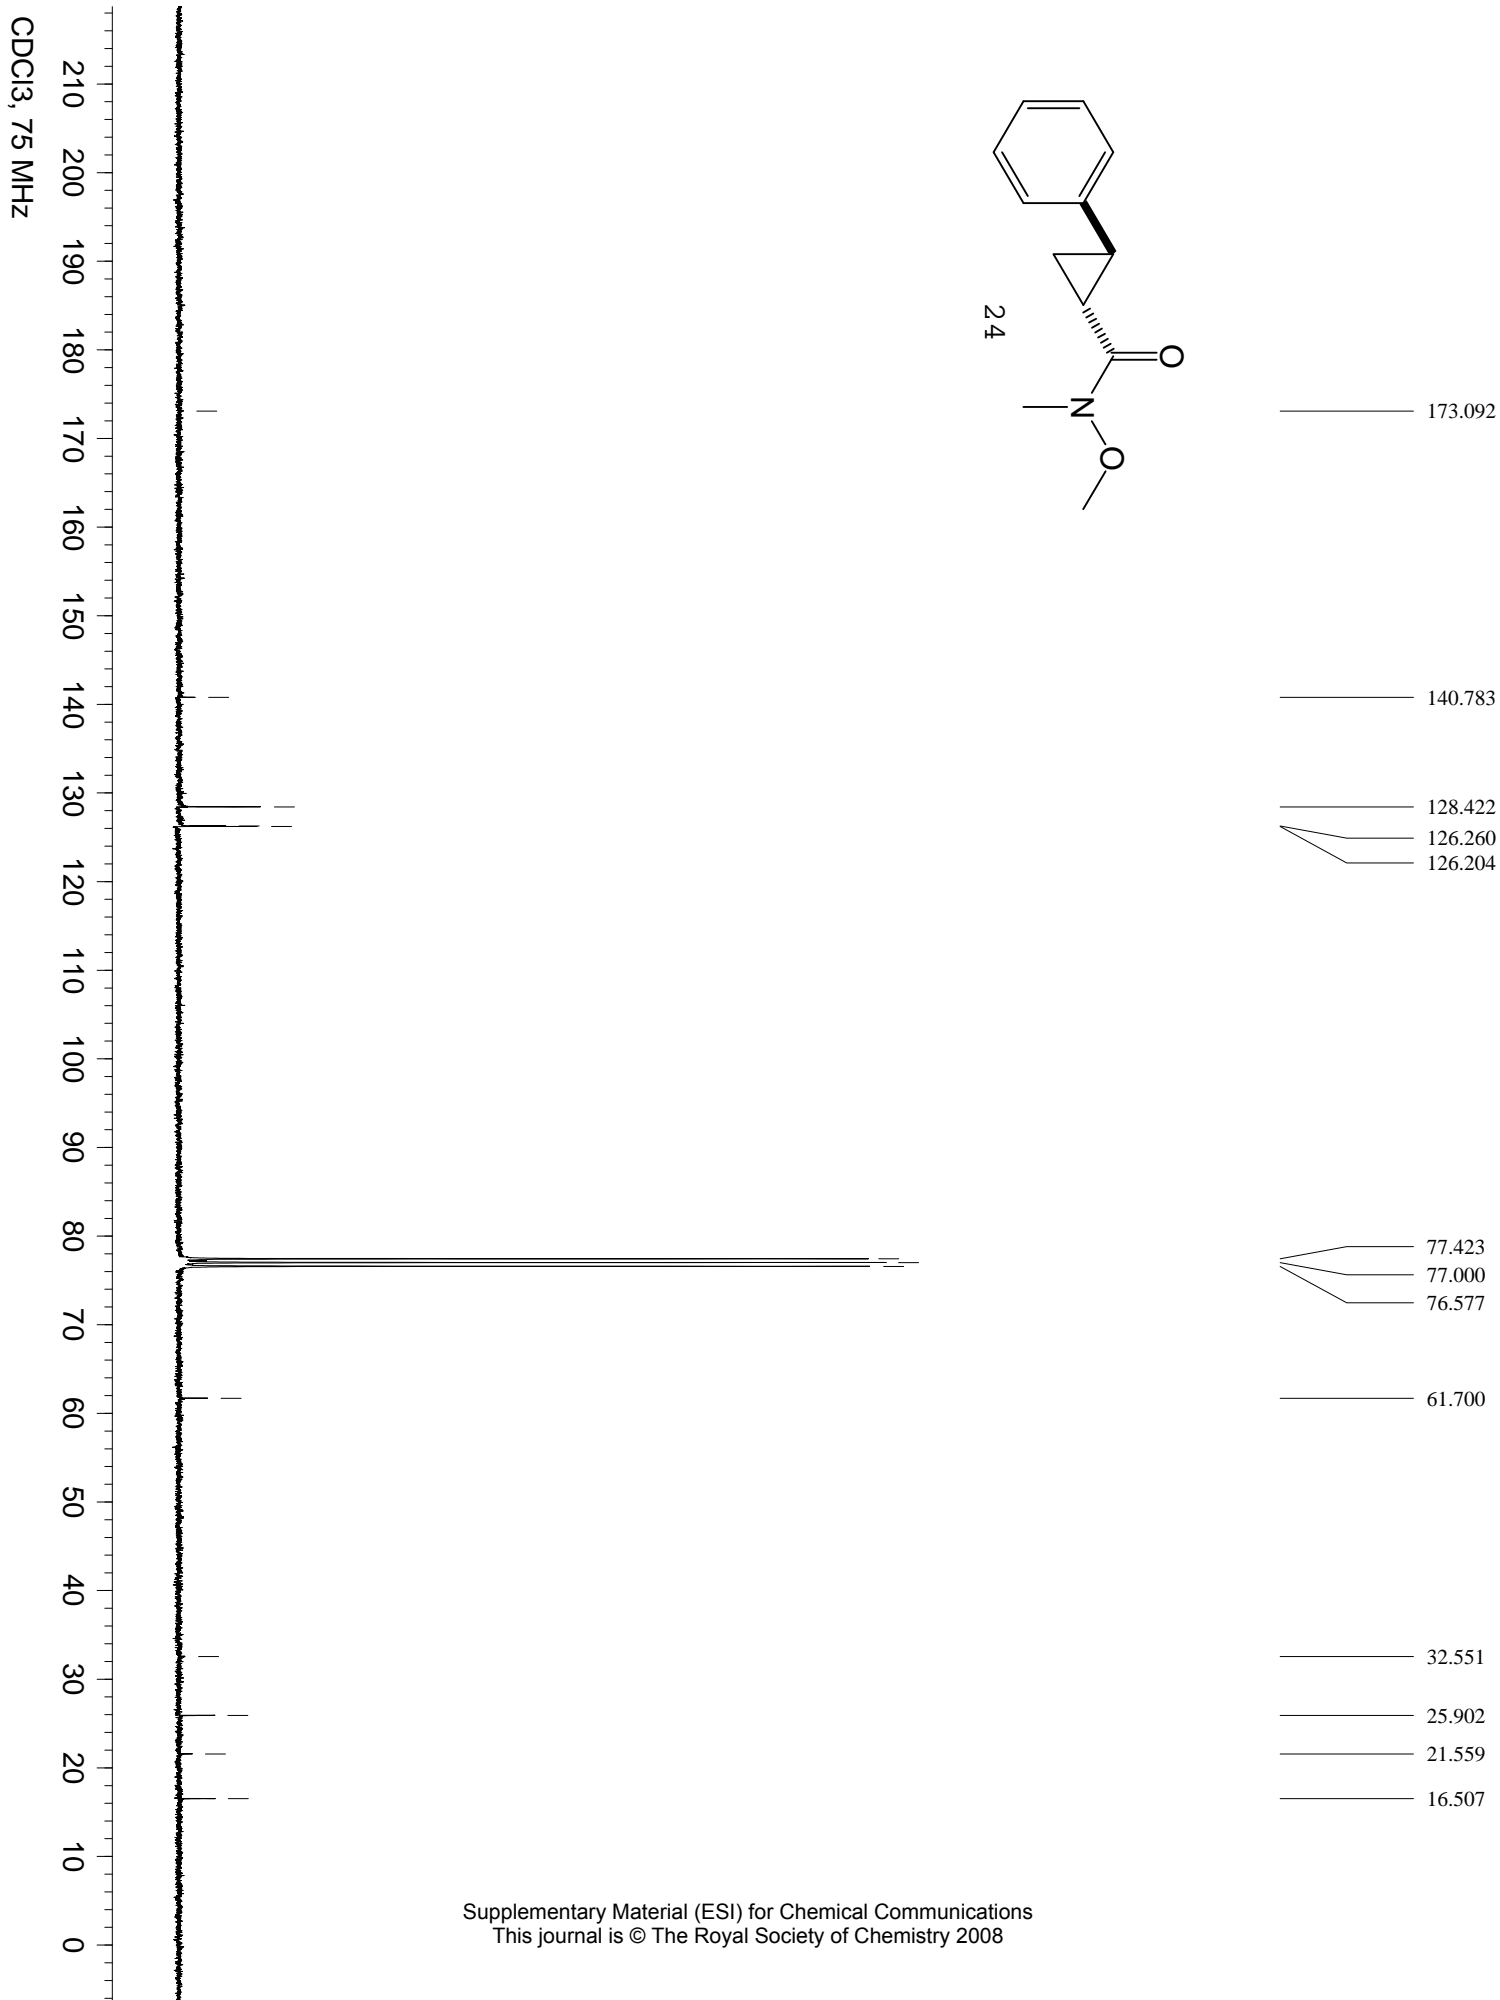 173.092
140.783
128.422
126.260
126.204
77.423
77.000
76.577
61.700
32.551
25.902
21.559
16.507
O
N
O
24
210 200 190 180 170 160 150 140 130 120 110 100 90 80 70 60 50 40 30 20 10 0
CDCl3, 75 MHz
Supplementary Material (ESI) for Chemical Communications
This journal is © The Royal Society of Chemistry 2008